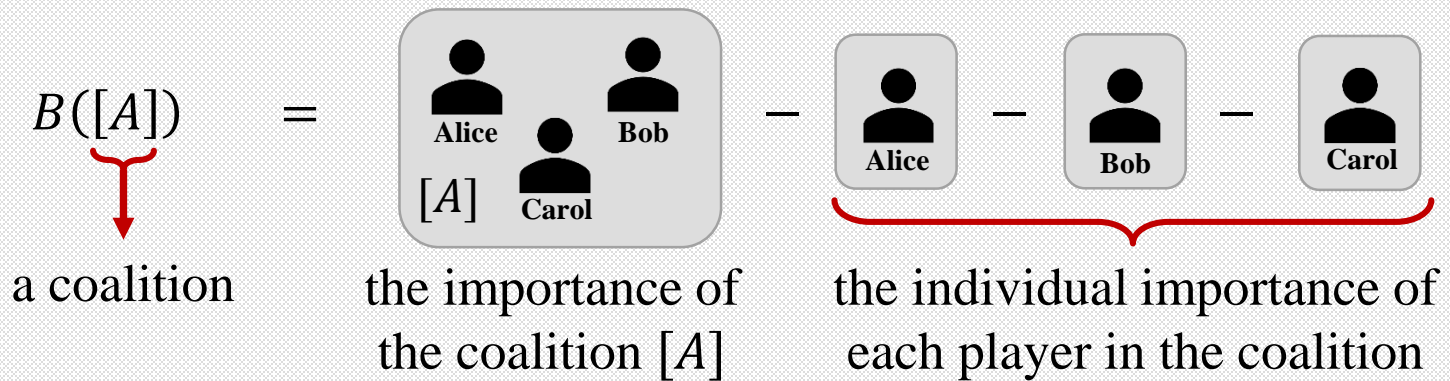 B([A]) = Alice Bob [A] Carol − Alice − Bob − Carol
a coalition
the importance of
the coalition [A]
the individual importance of
each player in the coalition